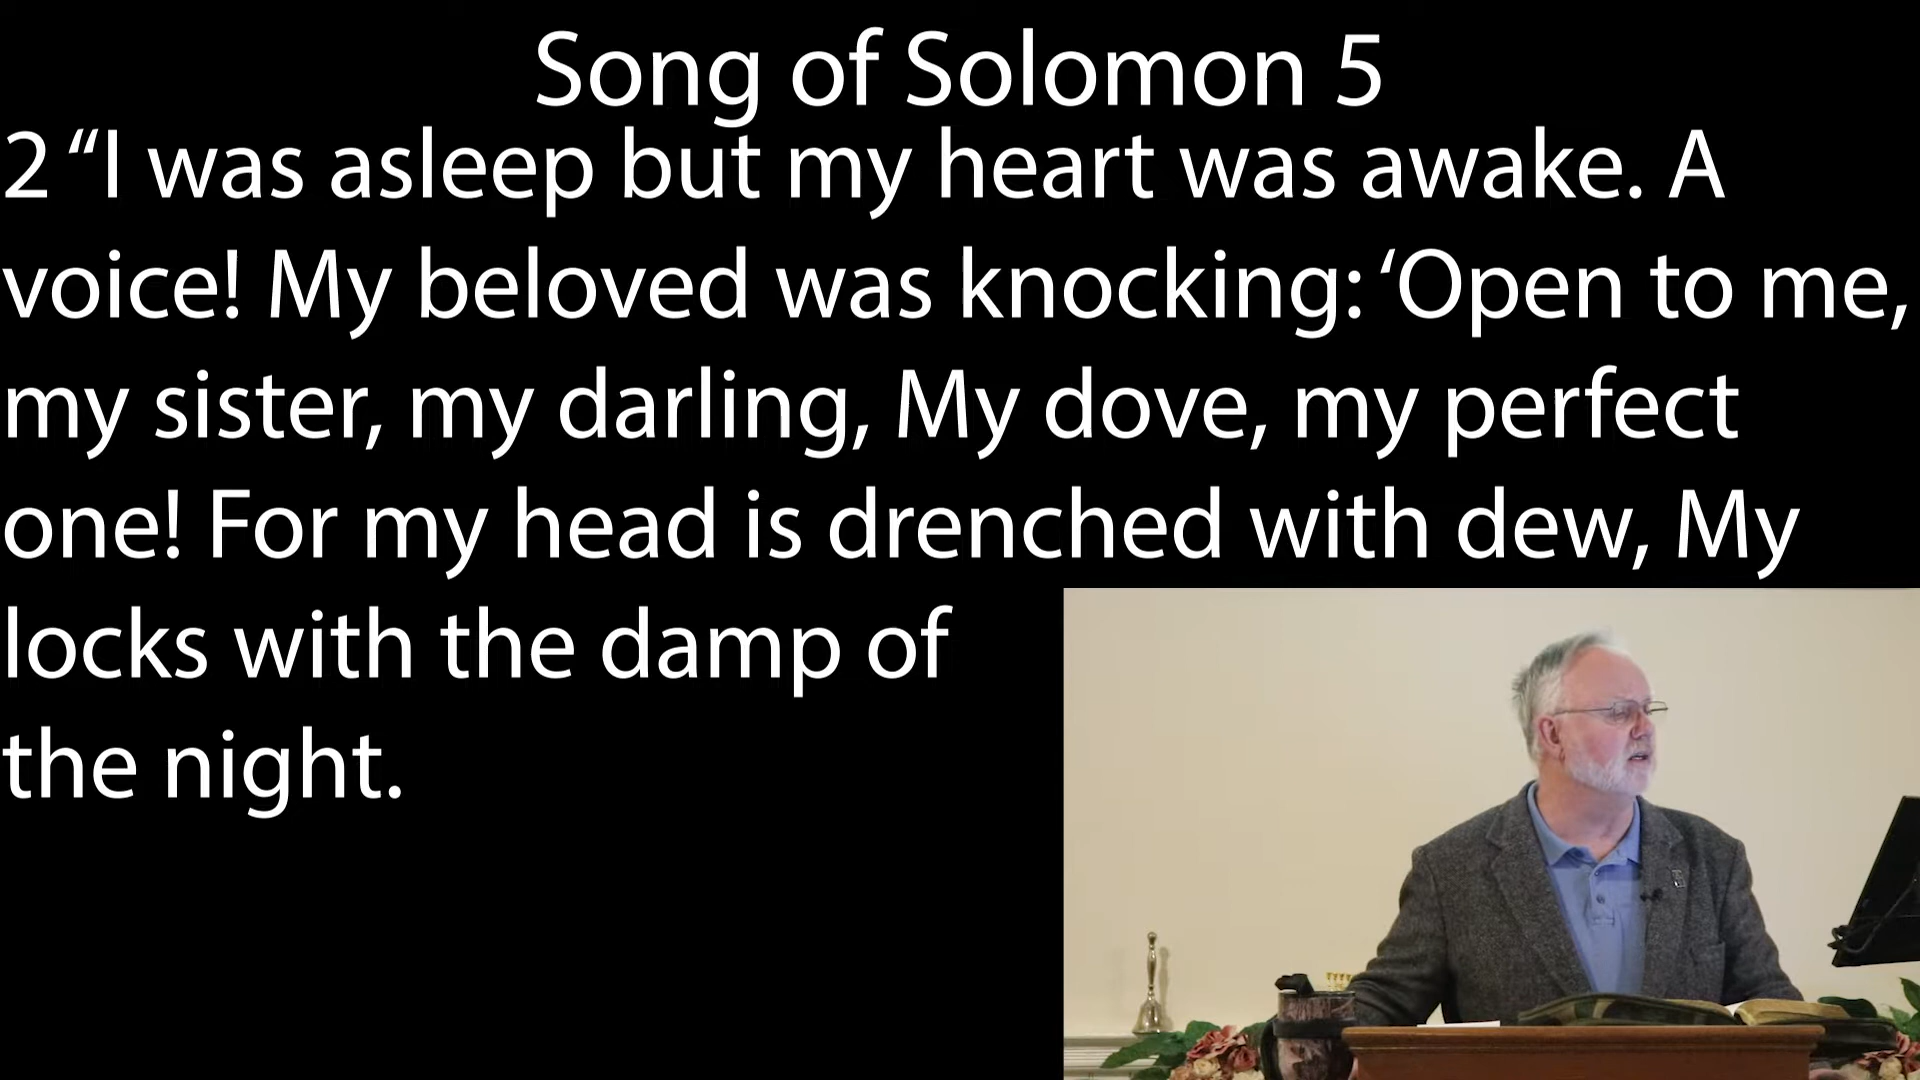 Song of Solomon 5
2 “I was asleep but my heart was awake. A
voice! My beloved was knocking: ‘Open to me,
my sister, my darling, My dove, my perfect
one! For my head is drenched with dew, My
locks with the damp of
the night.